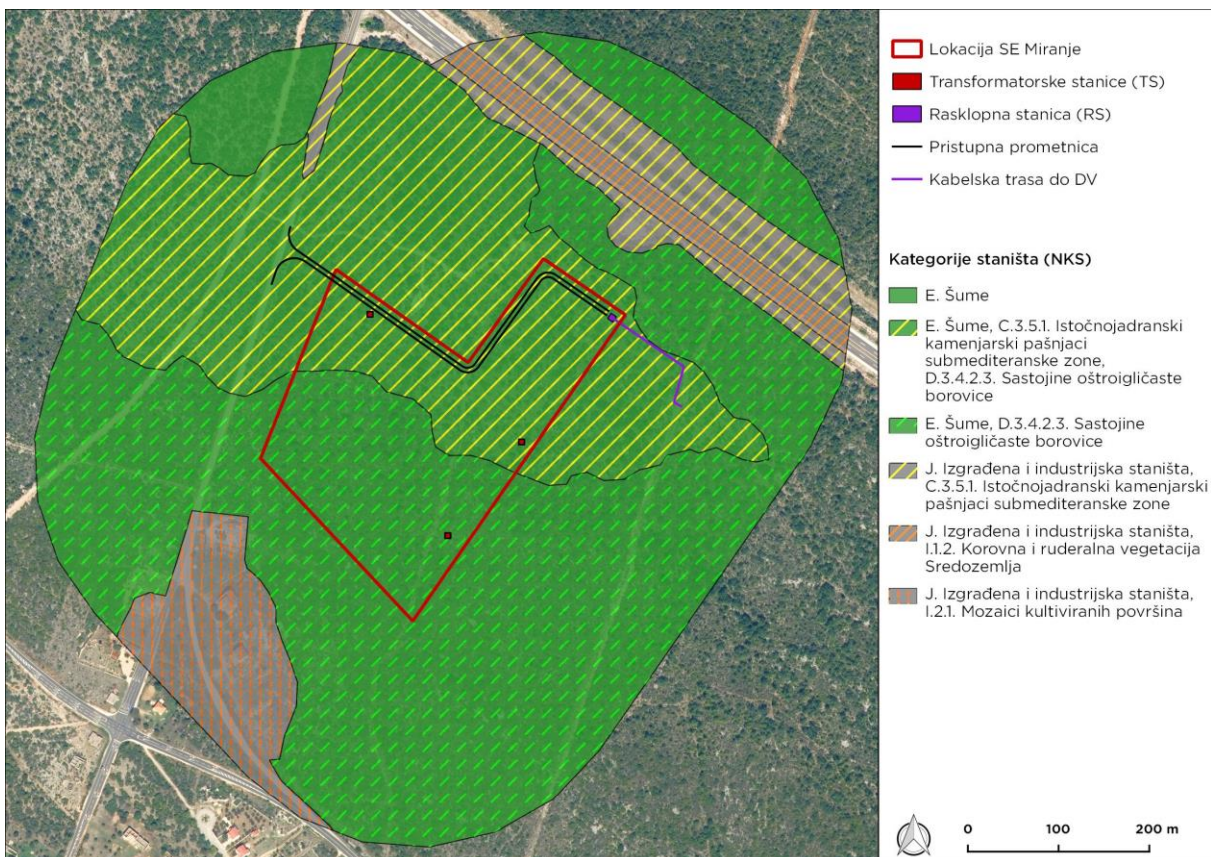 Lokacija SE Miranje
Transformatorske stanice (TS)
Rasklopna stanica (RS)
Pristupna prometnica
Kabelska trasa do DV
Kategorije staništa (NKS)
E. Šume
E. Šume, C.3.5.1. Istočnojadranski
kamenjarski pašnjaci
submediteranske zone,
D.3.4.2.3. Sastojine oštroigličaste
borovice
E. Šume, D.3.4.2.3. Sastojine
oštroigličaste borovice
J. Izgrađena i industrijska staništa,
C.3.5.1. Istočnojadranski kamenjarski
pašnjaci submediteranske zone
J. Izgrađena i industrijska staništa,
I.1.2. Korovna i ruderalna vegetacija
Sredozemlja
J. Izgrađena i industrijska staništa,
I.2.1. Mozaici kultiviranih površina
0 100 200 m